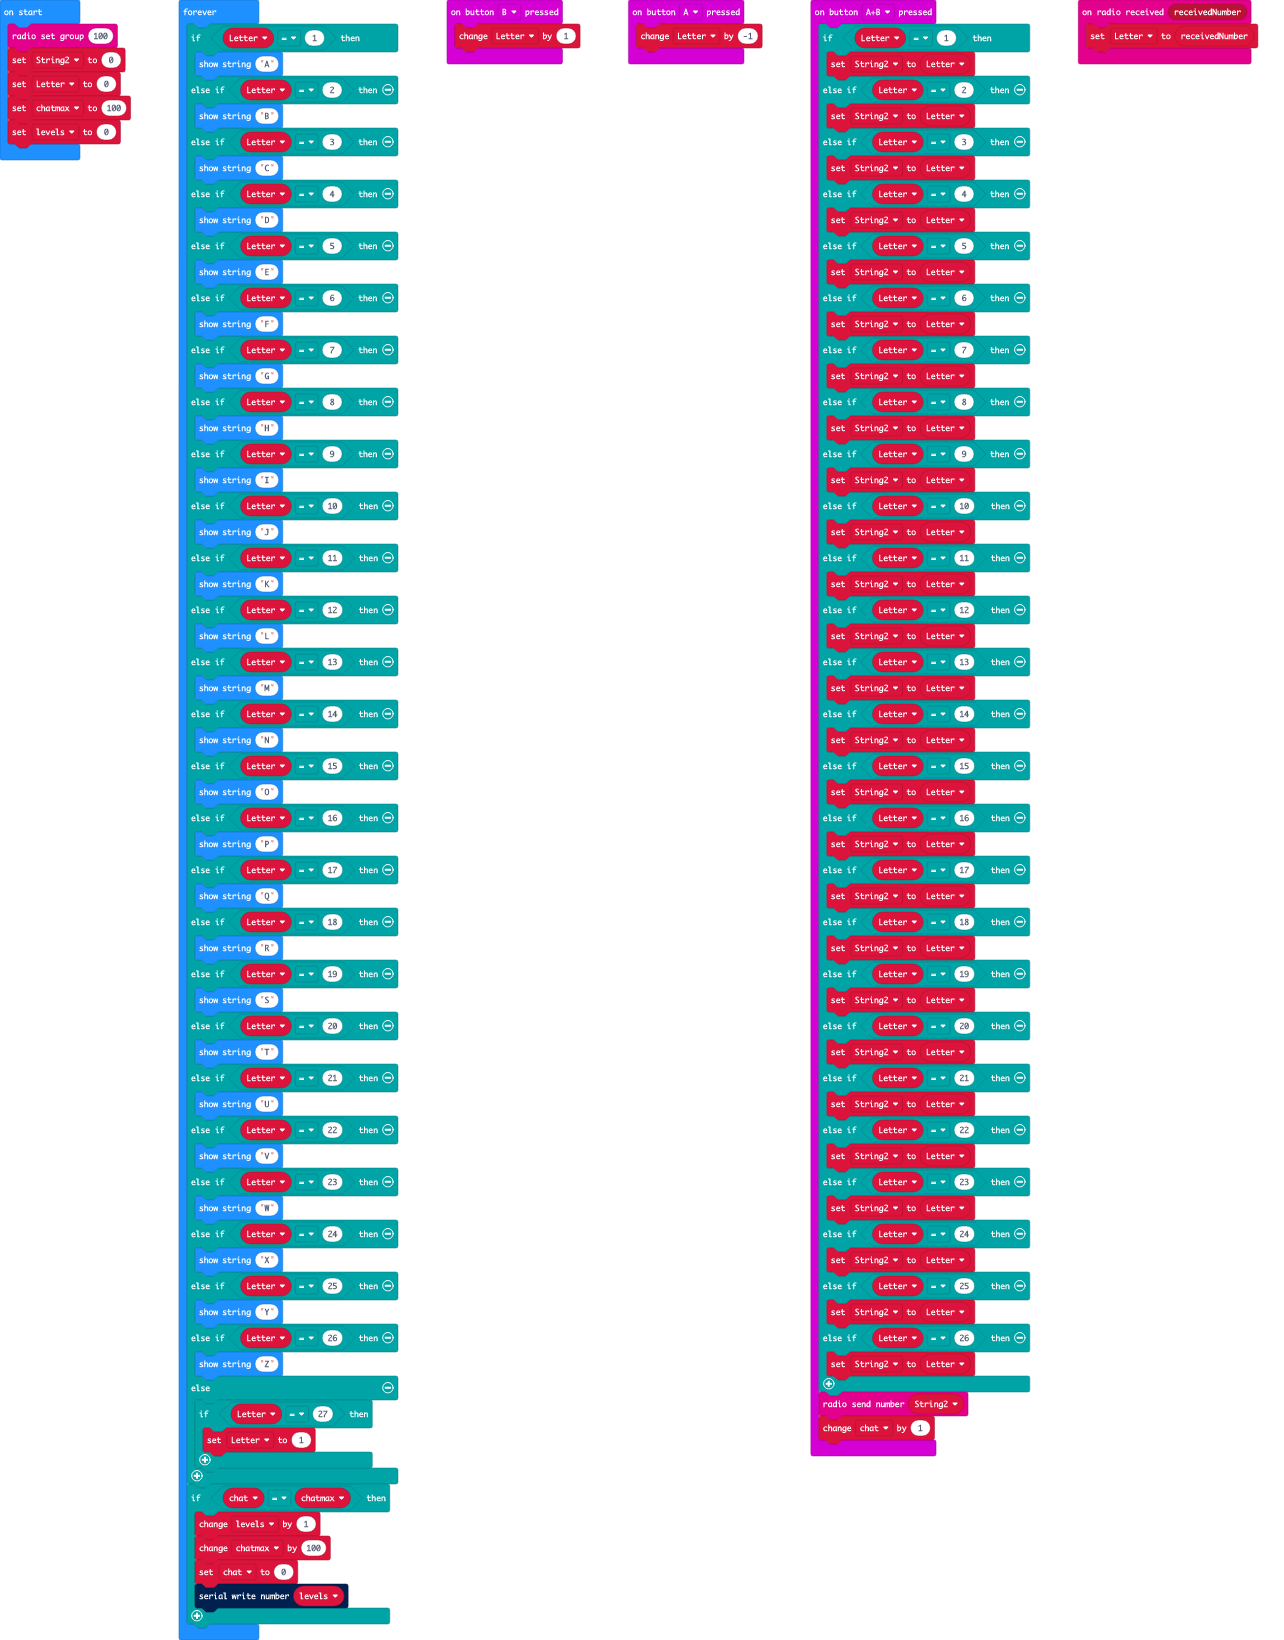 on start
radio set group 100
set String2 to 0
set Letter to 0
set chatmax to 100
set levels to 0
forever
if Letter = 1 then
show string "A"
else if Letter = 2 then
show string "B"
else if Letter = 3 then
show string "C"
else if Letter = 4 then
show string "D"
else if Letter = 5 then
show string "E"
else if Letter = 6 then
show string "F"
else if Letter = 7 then
show string "G"
else if Letter = 8 then
show string "H"
else if Letter = 9 then
show string "I"
else if Letter = 10 then
show string "J"
else if Letter = 11 then
show string "K"
else if Letter = 12 then
show string "L"
else if Letter = 13 then
show string "M"
else if Letter = 14 then
show string "N"
else if Letter = 15 then
show string "O"
else if Letter = 16 then
show string "P"
else if Letter = 17 then
show string "Q"
else if Letter = 18 then
show string "R"
else if Letter = 19 then
show string "S"
else if Letter = 20 then
show string "T"
else if Letter = 21 then
show string "U"
else if Letter = 22 then
show string "V"
else if Letter = 23 then
show string "W"
else if Letter = 24 then
show string "X"
else if Letter = 25 then
show string "Y"
else if Letter = 26 then
show string "Z"
else
if Letter = 27 then
set Letter to 1
if chat = chatmax then
change levels by 1
change chatmax by 100
set chat to 0
serial write number levels
on button B pressed
change Letter by 1
on button A pressed
change Letter by -1
on button A+B pressed
if Letter = 1 then
set String2 to Letter
else if Letter = 2 then
set String2 to Letter
else if Letter = 3 then
set String2 to Letter
else if Letter = 4 then
set String2 to Letter
else if Letter = 5 then
set String2 to Letter
else if Letter = 6 then
set String2 to Letter
else if Letter = 7 then
set String2 to Letter
else if Letter = 8 then
set String2 to Letter
else if Letter = 9 then
set String2 to Letter
else if Letter = 10 then
set String2 to Letter
else if Letter = 11 then
set String2 to Letter
else if Letter = 12 then
set String2 to Letter
else if Letter = 13 then
set String2 to Letter
else if Letter = 14 then
set String2 to Letter
else if Letter = 15 then
set String2 to Letter
else if Letter = 16 then
set String2 to Letter
else if Letter = 17 then
set String2 to Letter
else if Letter = 18 then
set String2 to Letter
else if Letter = 19 then
set String2 to Letter
else if Letter = 20 then
set String2 to Letter
else if Letter = 21 then
set String2 to Letter
else if Letter = 22 then
set String2 to Letter
else if Letter = 23 then
set String2 to Letter
else if Letter = 24 then
set String2 to Letter
else if Letter = 25 then
set String2 to Letter
else if Letter = 26 then
set String2 to Letter
radio send number String2
change chat by 1
on radio received receivedNumber
set Letter to receivedNumber